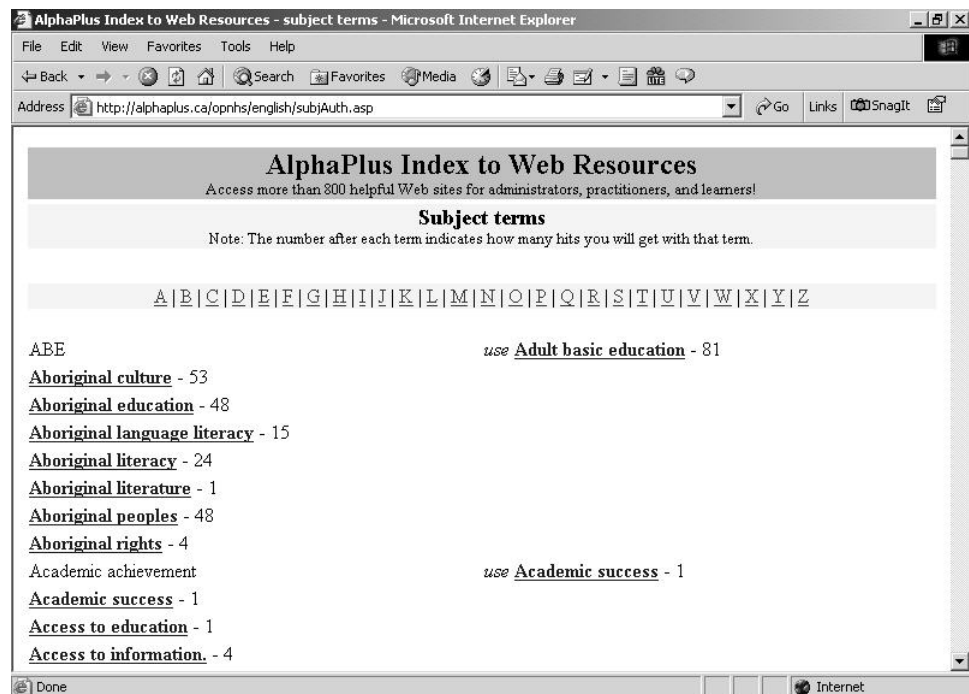 AlphaPlus Index to Web Resources - subject terms - Microsoft Internet Explorer
File Edit View Favorites Tools Help
Back Search Favorites Media
Address http://alphaplus.ca/opnhs/english/subjAuth.asp Go Links SnagIt
AlphaPlus Index to Web Resources
Access more than 800 helpful Web sites for administrators, practitioners, and learners!
Subject terms
Note: The number after each term indicates how many hits you will get with that term.
A | B | C | D | E | F | G | H | I | J | K | L | M | N | O | P | Q | R | S | T | U | V | W | X | Y | Z
ABE use Adult basic education - 81
Aboriginal culture - 53
Aboriginal education - 48
Aboriginal language literacy - 15
Aboriginal literacy - 24
Aboriginal literature - 1
Aboriginal peoples - 48
Aboriginal rights - 4
Academic achievement use Academic success - 1
Academic success - 1
Access to education - 1
Access to information. - 4
Done Internet